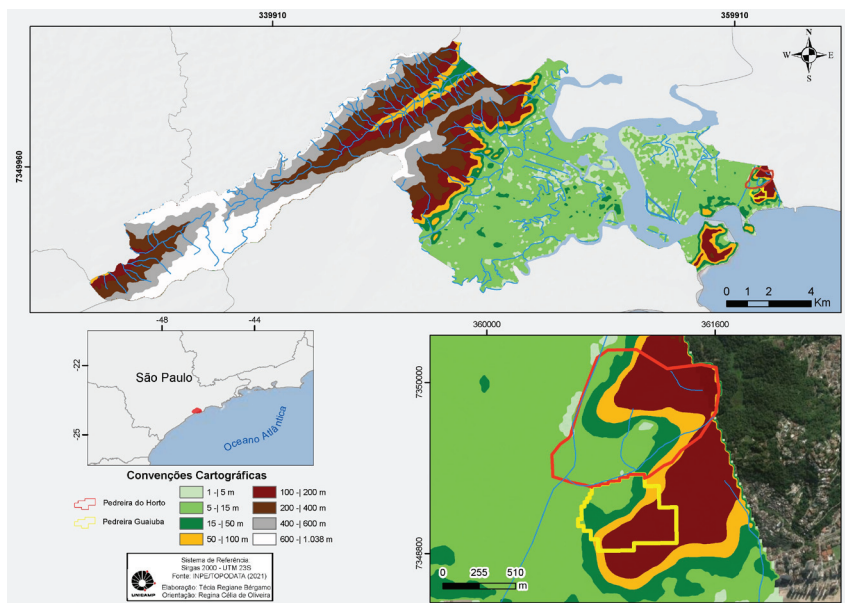 339910
359910
N
W E
S
7349960
0 1 2 4
Km
-48
-44
-22
-25
São Paulo
Oceano Atlântica
360000
361600
7350000
7348800
0 255 510
m
Convenções Cartográficas
Pedreira do Horto
Pedreira Guaiuba
1 -| 5 m
5 -| 15 m
15 -| 50 m
50 -| 100 m
100 -| 200 m
200 -| 400 m
400 -| 600 m
600 -| 1.038 m
UNICAMP
Sistema de Referência
Sirgas 2000 - UTM 23S
Fonte: INPE/TOPODATA (2021)
Elaboração: Técia Regiane Bérgamo
Orientação: Regina Célia de Oliveira